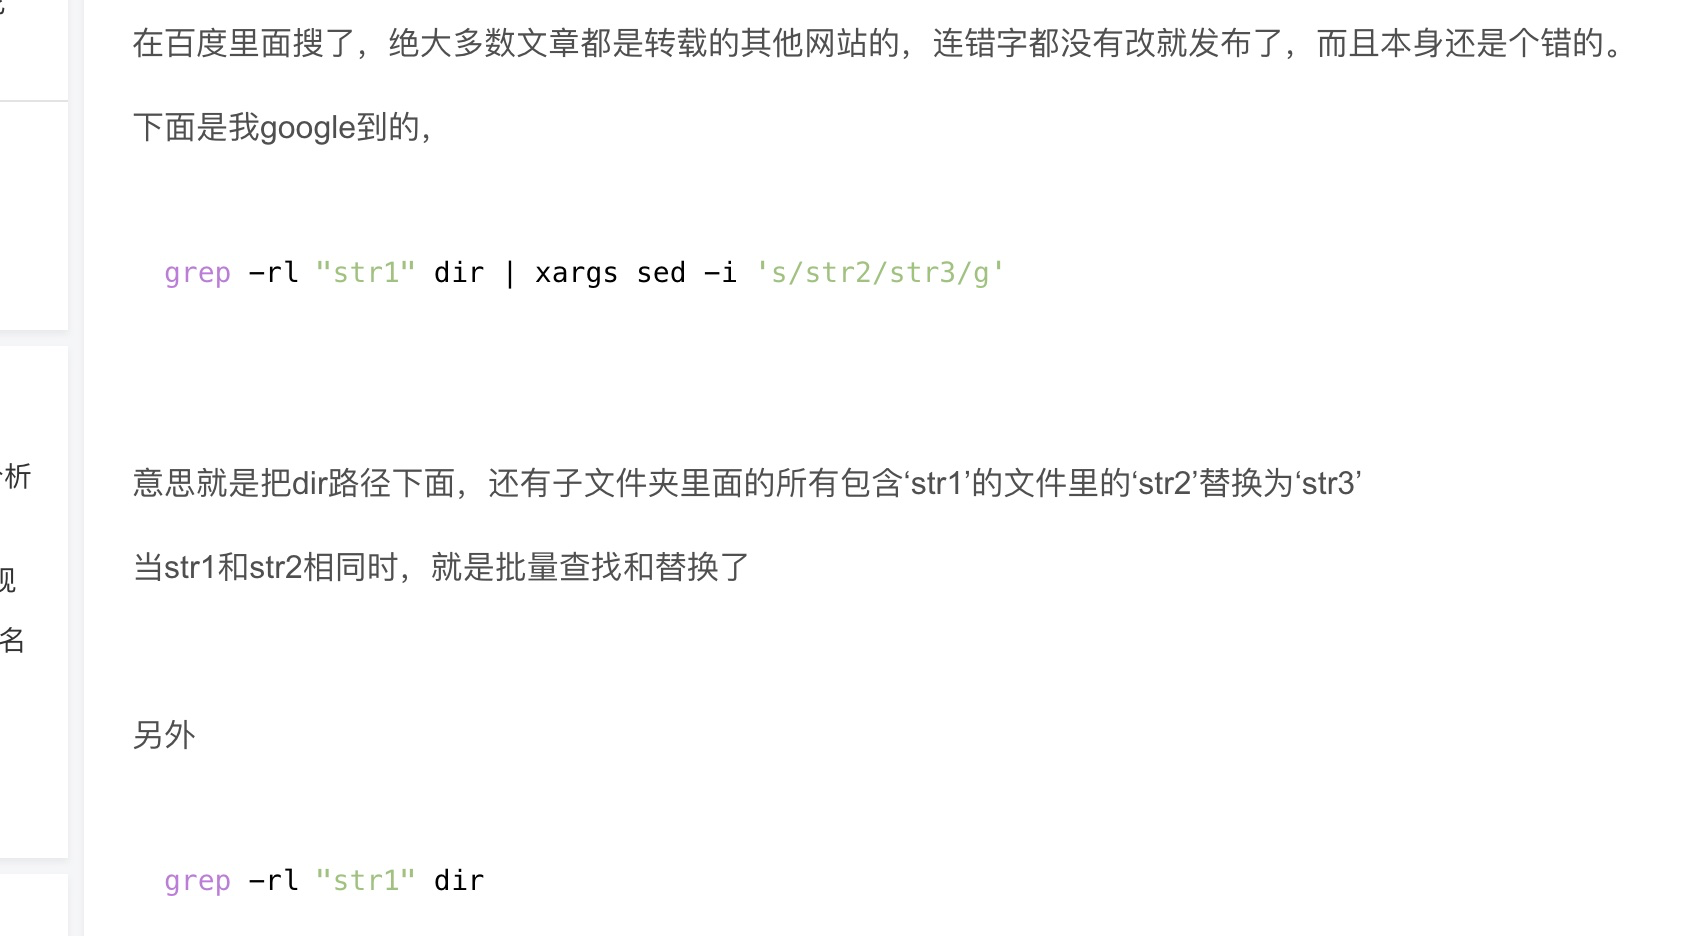 在百度里面搜了，绝大多数文章都是转载的其他网站的，连错字都没有改就发布了，而且本身还是个错的。
下面是我google到的，
grep -rl "str1" dir | xargs sed -i 's/str2/str3/g'
析
意思就是把dir路径下面，还有子文件夹里面的所有包含‘str1’的文件里的‘str2’替换为‘str3’
当str1和str2相同时，就是批量查找和替换了
名
另外
grep -rl "str1" dir